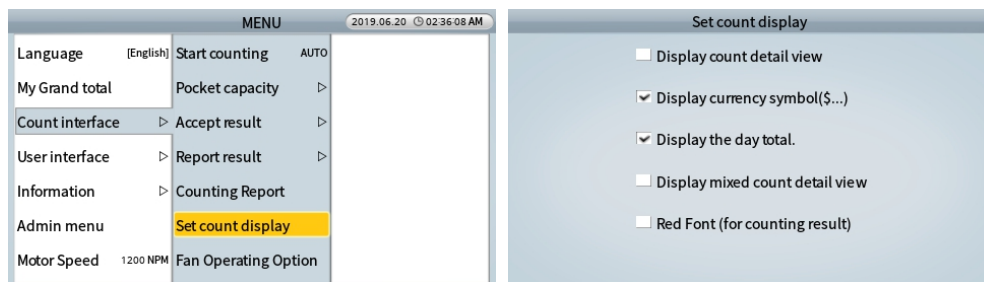 MENU
2019.06.20 02:36:08 AM
Language [English]
My Grand total
Count interface ▷
User interface ▷
Information ▷
Admin menu
Motor Speed 1200 NPM
Start counting AUTO
Pocket capacity ▷
Accept result ▷
Report result ▷
Counting Report
Set count display
Fan Operating Option
Set count display
Display count detail view
Display currency symbol($...)
Display the day total.
Display mixed count detail view
Red Font (for counting result)